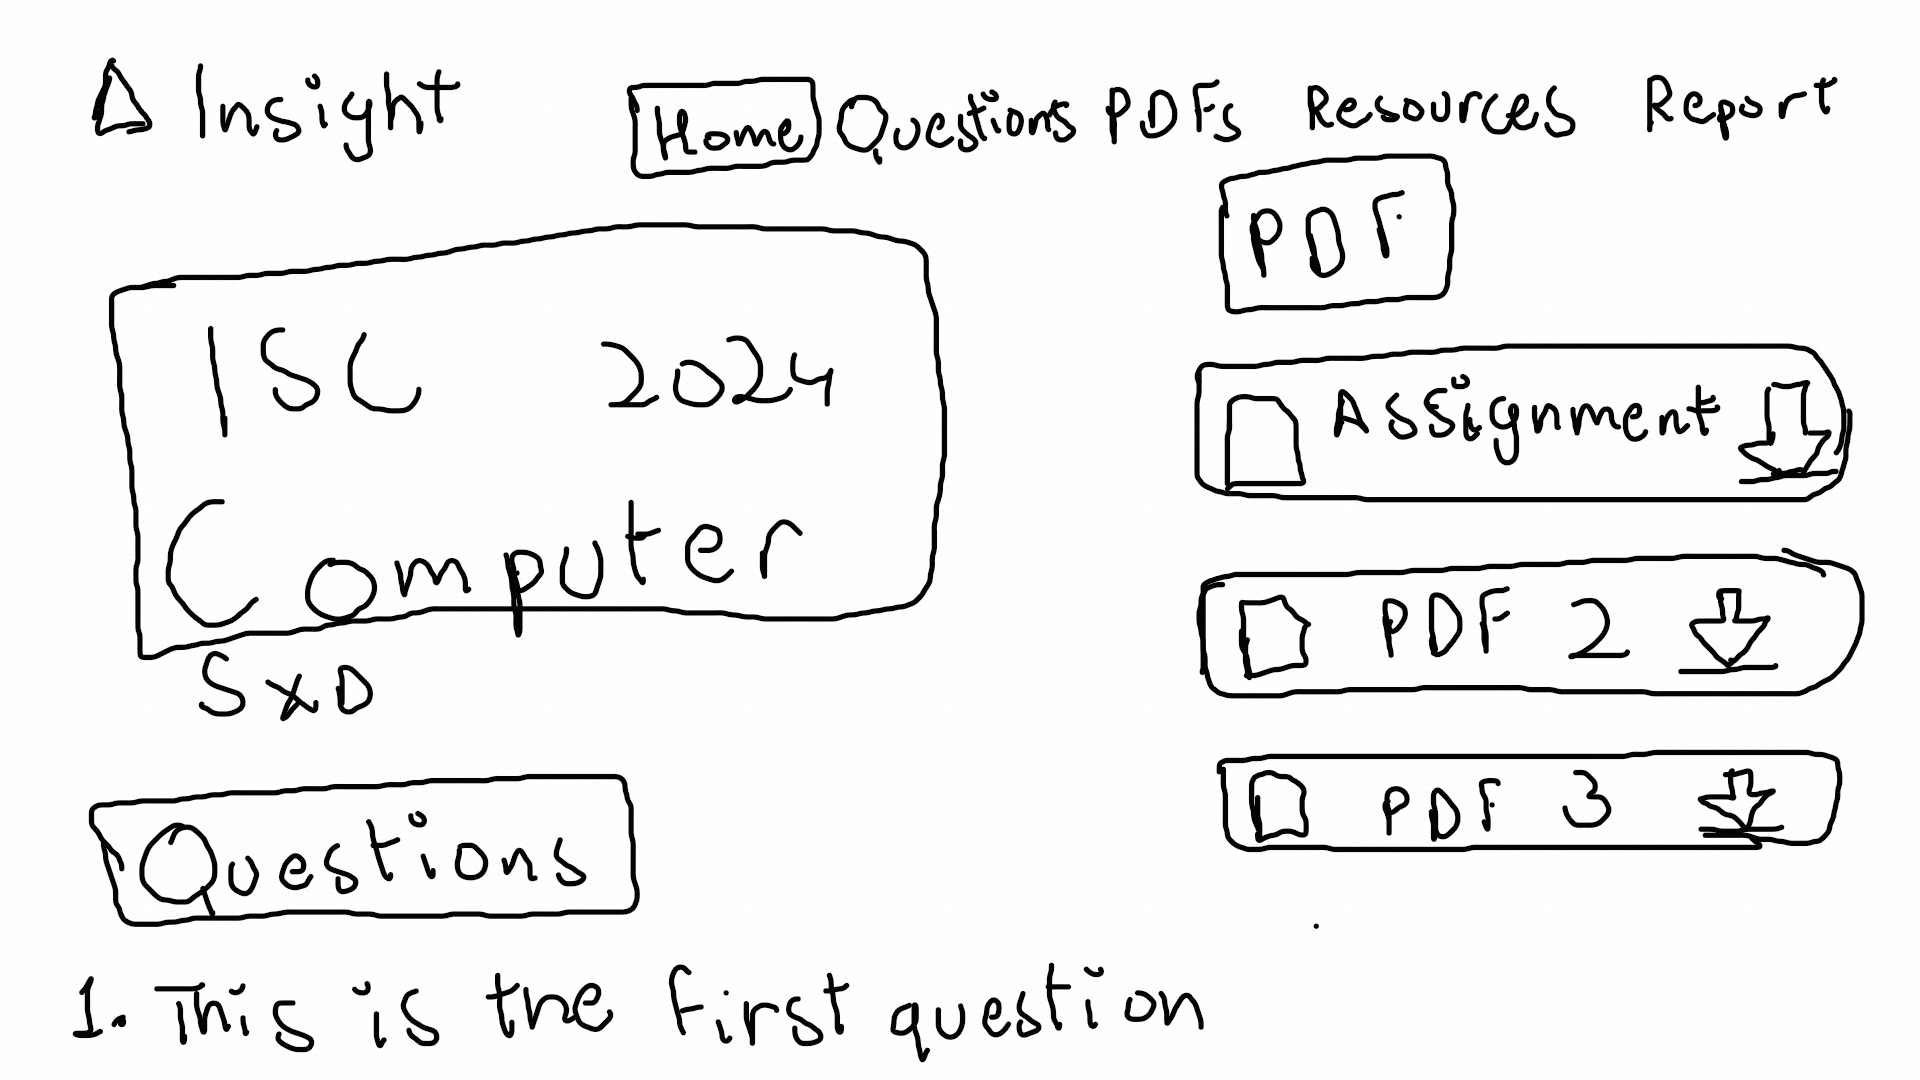 Insight
Home Questions PDFs Resources Report
ISC 2024
Computer
SXD
Questions
1. This is the first question
PDF
Assignment
PDF 2
PDF 3